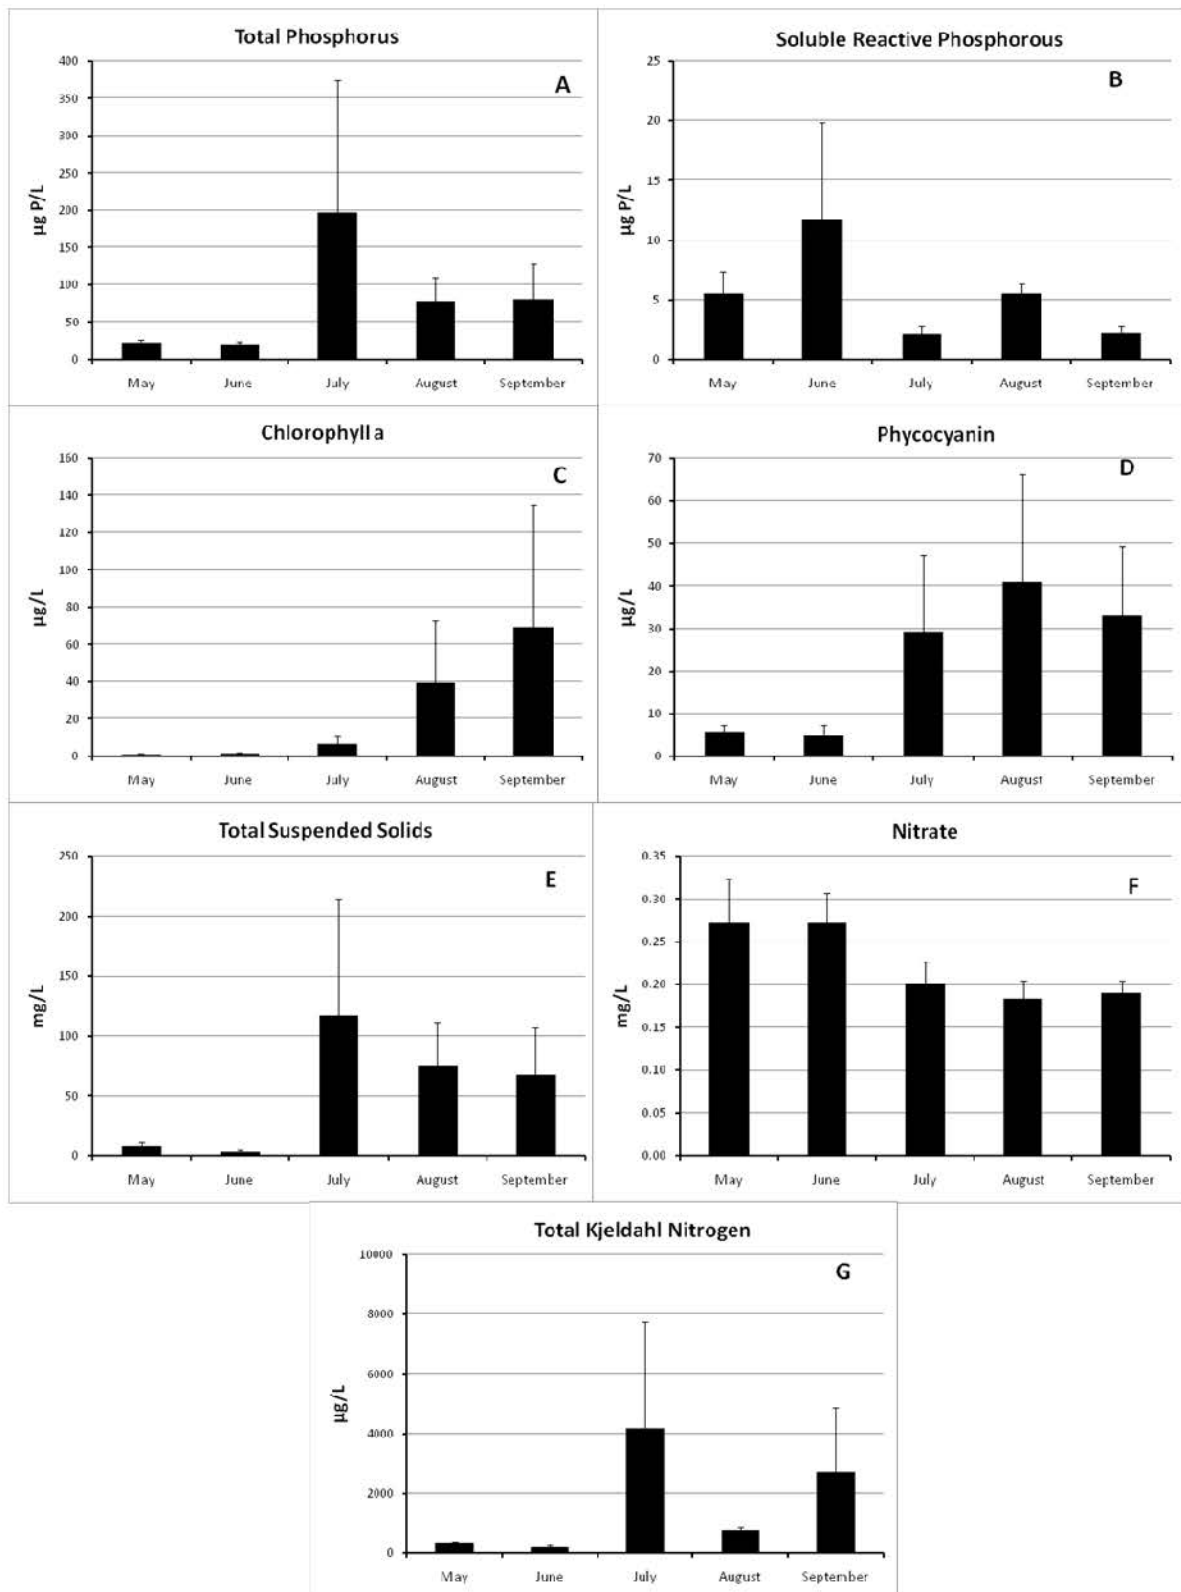 Total Phosphorus
A
µg P/L
400
350
300
250
200
150
100
50
0
May June July August September
Soluble Reactive Phosphorous
B
µg P/L
25
20
15
10
5
0
May June July August September
Chlorophyll a
C
µg/L
160
140
120
100
80
60
40
20
0
May June July August September
Phycocyanin
D
µg/L
70
60
50
40
30
20
10
0
May June July August September
Total Suspended Solids
E
mg/L
250
200
150
100
50
0
May June July August September
Nitrate
F
mg/L
0.35
0.30
0.25
0.20
0.15
0.10
0.05
0.00
May June July August September
Total Kjeldahl Nitrogen
G
µg/L
10000
8000
6000
4000
2000
0
May June July August September